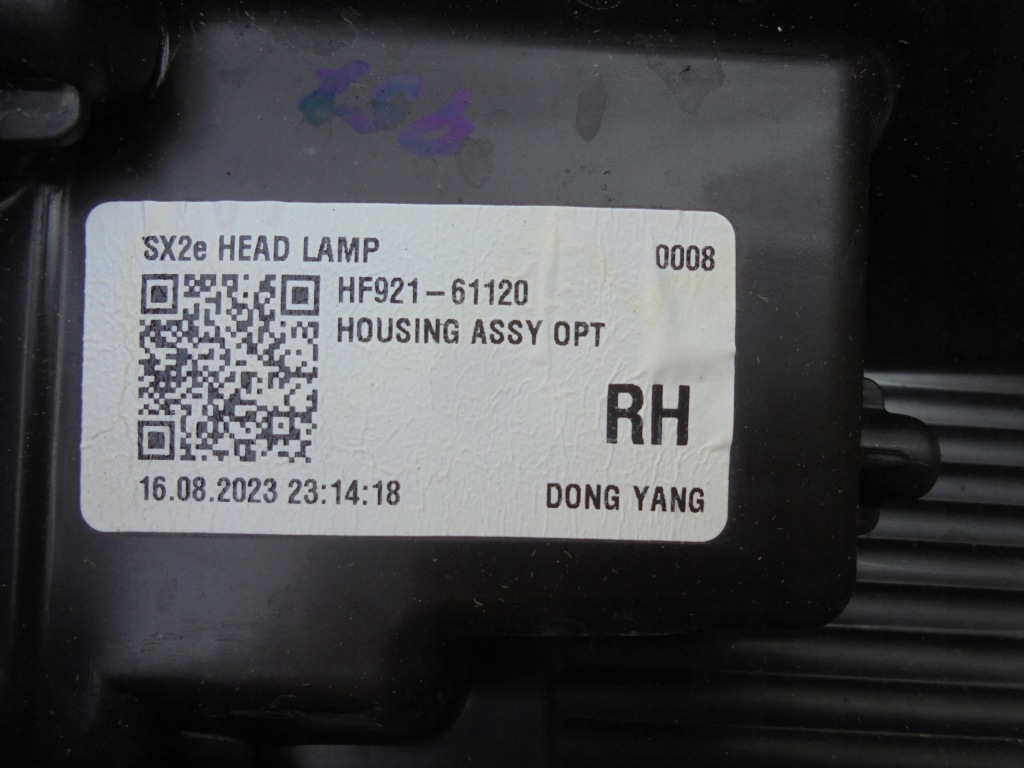 SX2e HEAD LAMP 0008
HF921-61120
HOUSING ASSY OPT
RH
16.08.2023 23:14:18 DONG YANG